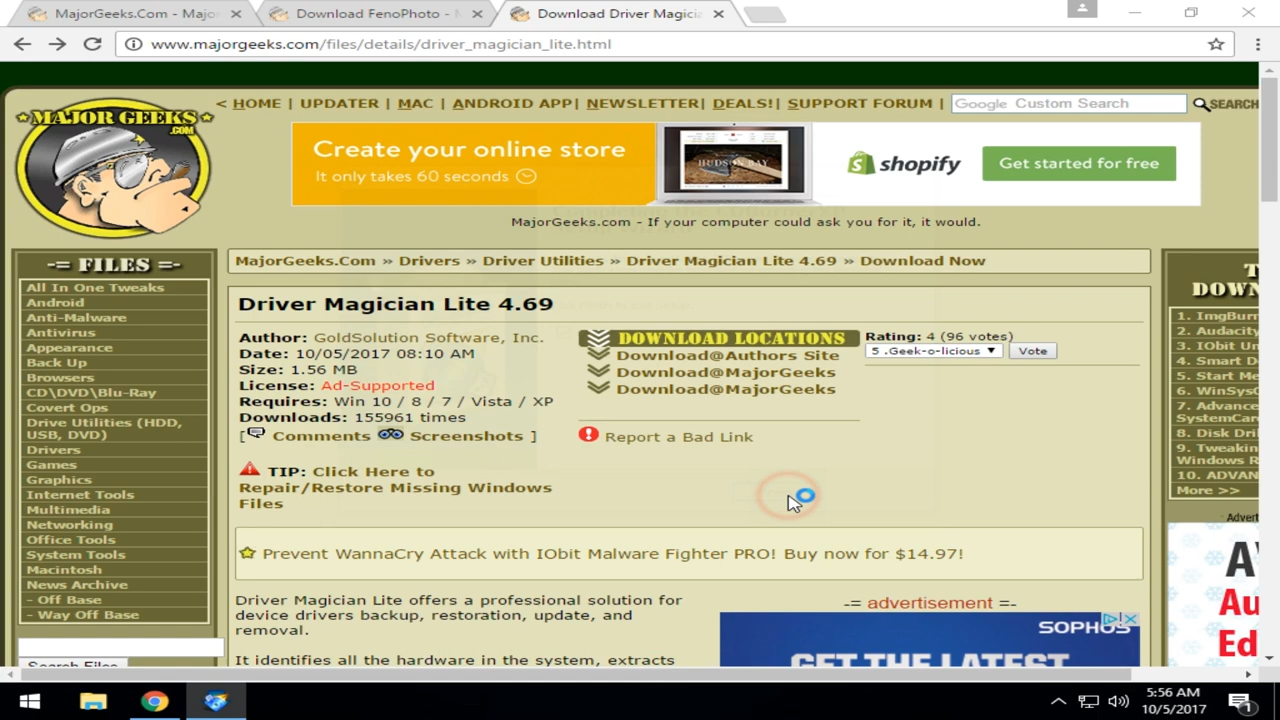 MajorGeeks.Com - Major
Download FenoPhoto -
Download Driver Magicia
www.majorgeeks.com/files/details/driver_magician_lite.html
MAJOR GEEKS
.COM
< HOME | UPDATER | MAC | ANDROID APP| NEWSLETTER| DEALS!| SUPPORT FORUM |
Google Custom Search
SEARCH
Create your online store
It only takes 60 seconds
HUDSON BAY
shopify
Get started for free
MajorGeeks.com - If your computer could ask you for it, it would.
-= FILES =-
All In One Tweaks
Android
Anti-Malware
Antivirus
Appearance
Back Up
Browsers
CD\DVD\Blu-Ray
Covert Ops
Drive Utilities (HDD,
USB, DVD)
Drivers
Games
Graphics
Internet Tools
Multimedia
Networking
Office Tools
System Tools
Macintosh
News Archive
- Off Base
- Way Off Base
Search Files
MajorGeeks.Com » Drivers » Driver Utilities » Driver Magician Lite 4.69 » Download Now
Driver Magician Lite 4.69
Author: GoldSolution Software, Inc.
Date: 10/05/2017 08:10 AM
Size: 1.56 MB
License: Ad-Supported
Requires: Win 10 / 8 / 7 / Vista / XP
Downloads: 155961 times
[ Comments Screenshots ]
TIP: Click Here to
Repair/Restore Missing Windows
Files
DOWNLOAD LOCATIONS
Download@Authors Site
Download@MajorGeeks
Download@MajorGeeks
Report a Bad Link
Rating: 4 (96 votes)
5 .Geek-o-licious
Vote
Prevent WannaCry Attack with IObit Malware Fighter PRO! Buy now for $14.97!
Driver Magician Lite offers a professional solution for
device drivers backup, restoration, update, and
removal.
It identifies all the hardware in the system, extracts
-= advertisement =-
SOPHOS
GET THE LATEST
T
DOWN
1. ImgBurn
2. Audacity
3. IObit Un
4. Smart D
5. Start Me
6. WinSys
7. Advance
SystemCare
8. Disk Dri
9. Tweakin
Windows R
10. ADVAN
More >>
Advert
A
Au
Ed
5:56 AM
10/5/2017
1